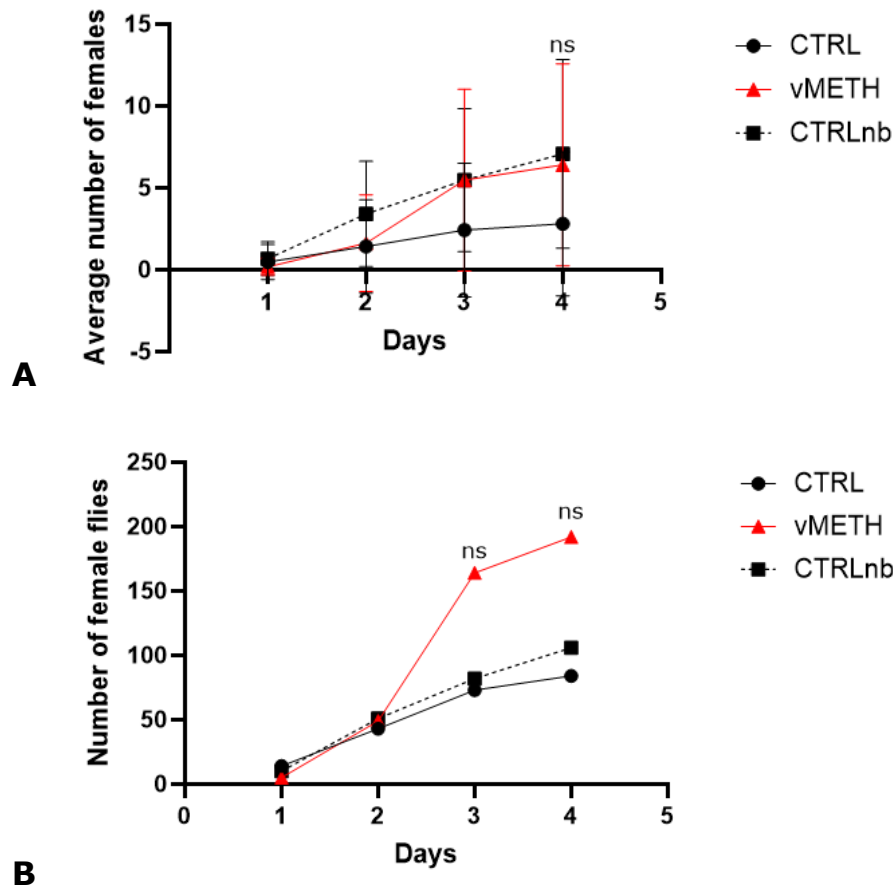 15
10
5
0
-5
Average number of females
1
2
3
4
5
Days
ns
CTRL
vMETH
CTRLnb
A
250
200
150
100
50
0
Number of female flies
0
1
2
3
4
5
Days
ns
ns
CTRL
vMETH
CTRLnb
B